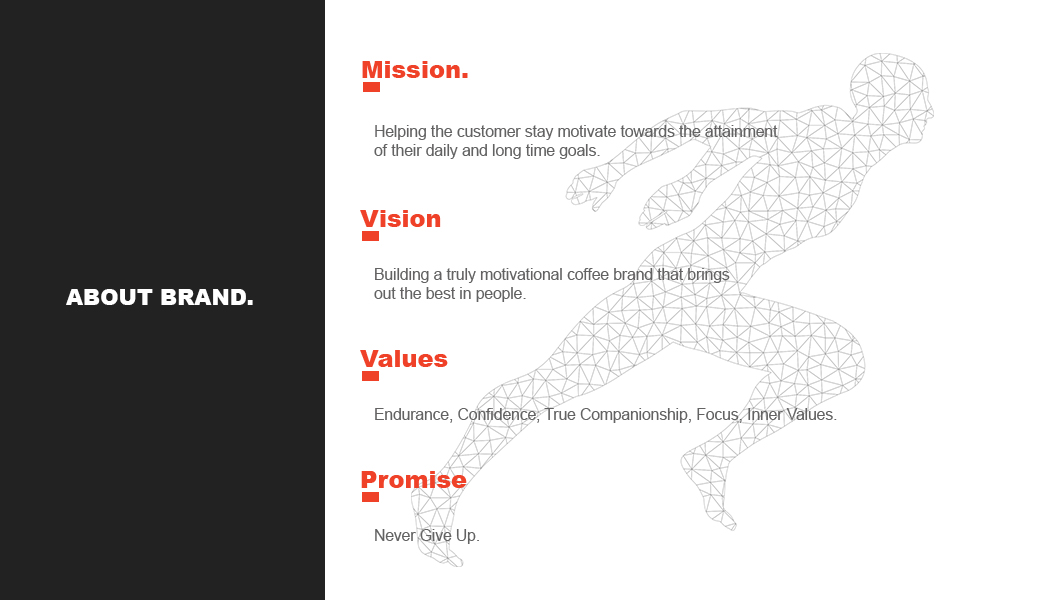 ABOUT BRAND.
Mission.
Helping the customer stay motivate towards the attainment
of their daily and long time goals.
Vision
Building a truly motivational coffee brand that brings
out the best in people.
Values
Endurance, Confidence, True Companionship, Focus, Inner Values.
Promise
Never Give Up.